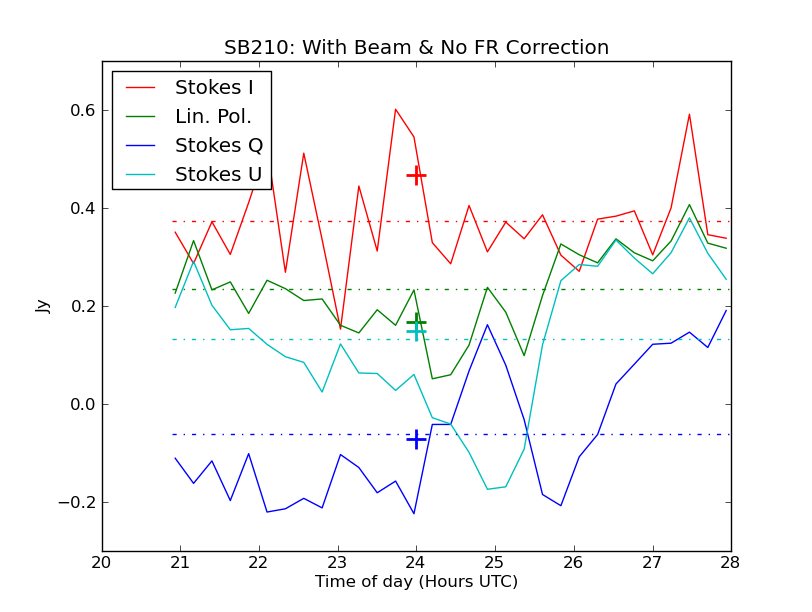 SB210: With Beam & No FR Correction
Stokes I
Lin. Pol.
Stokes Q
Stokes U
Jy
0.6
0.4
0.2
0.0
−0.2
20 21 22 23 24 25 26 27 28
Time of day (Hours UTC)